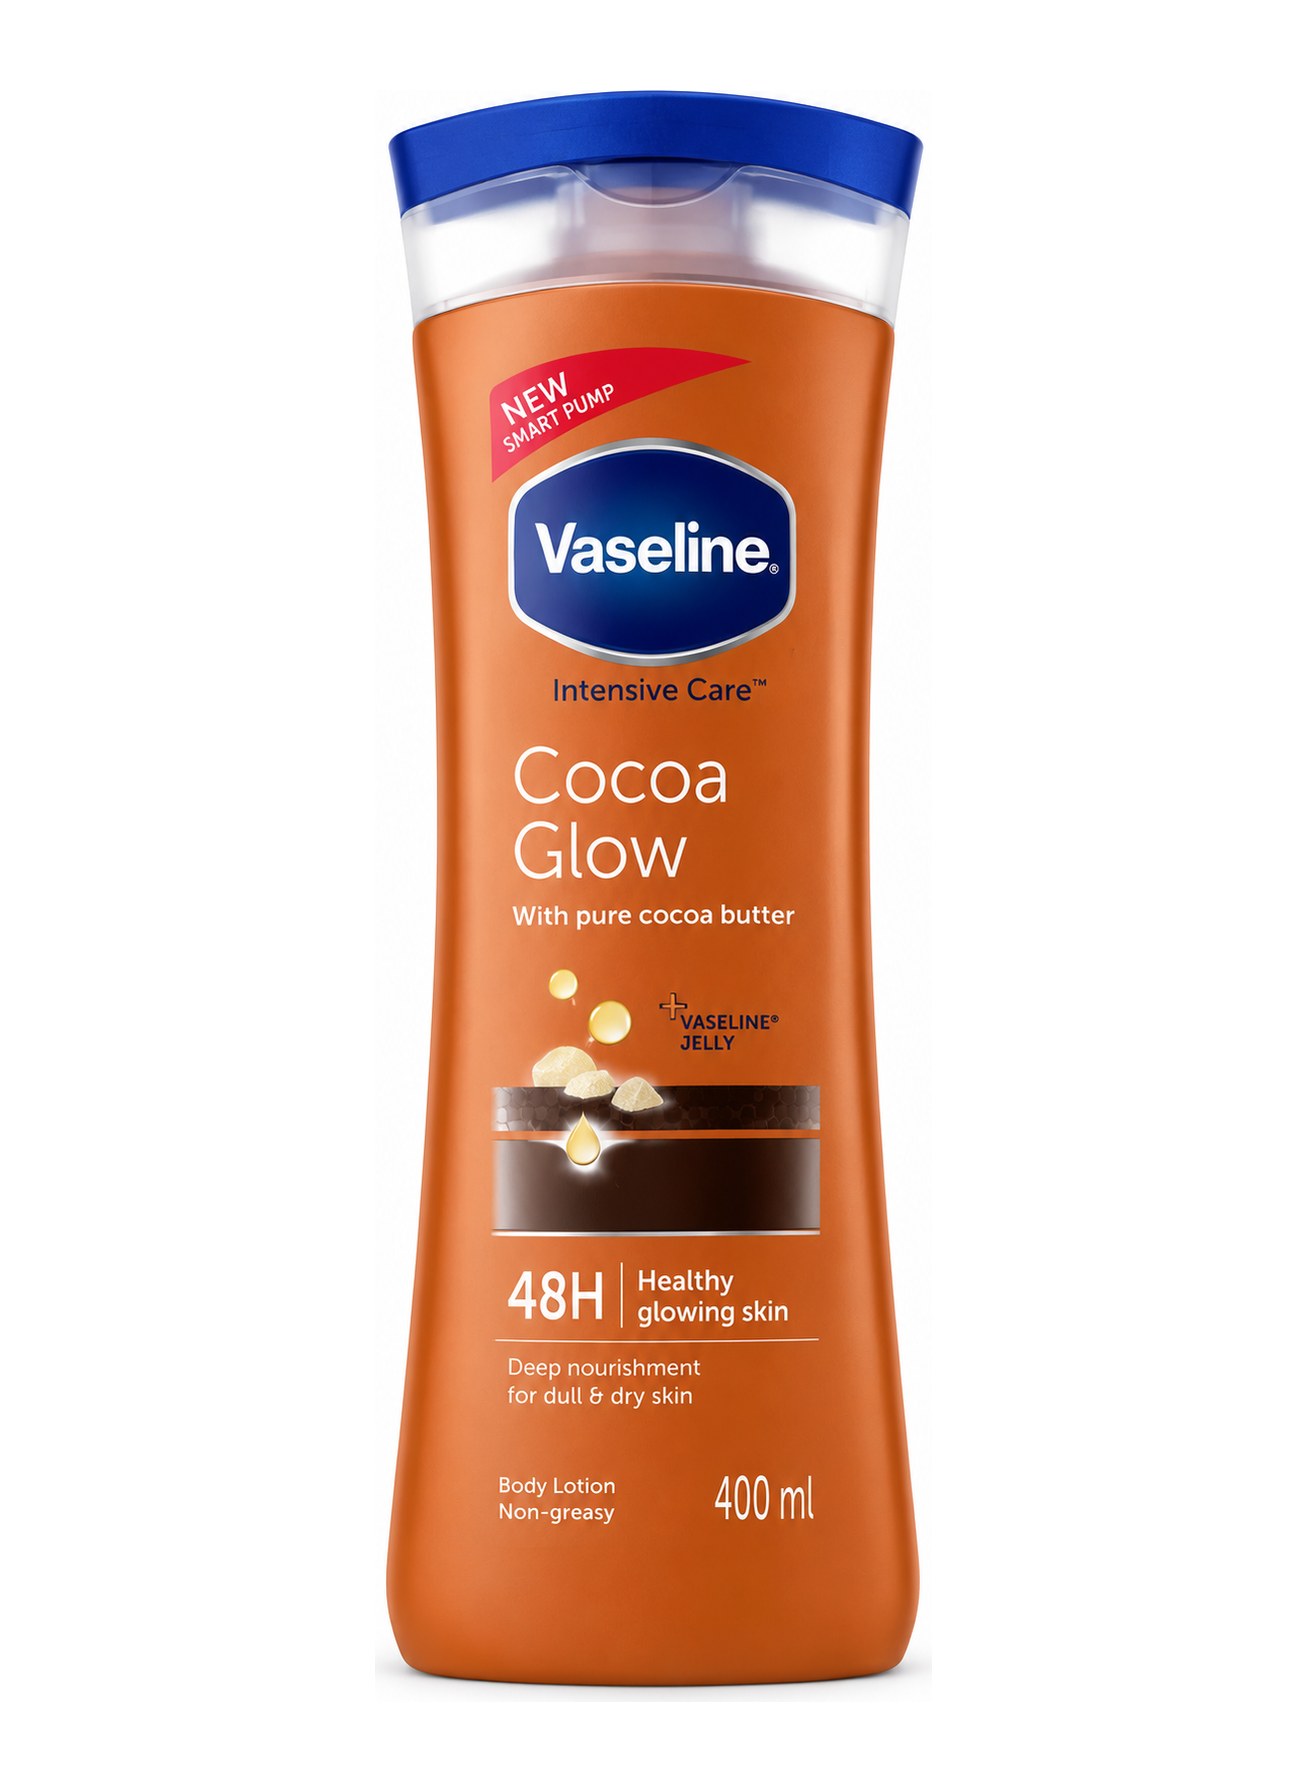 NEW
SMART PUMP
Vaseline®
Intensive Care™
Cocoa
Glow
With pure cocoa butter
+VASELINE®
JELLY
48H
Healthy
glowing skin
Deep nourishment
for dull & dry skin
Body Lotion
Non-greasy
400 ml